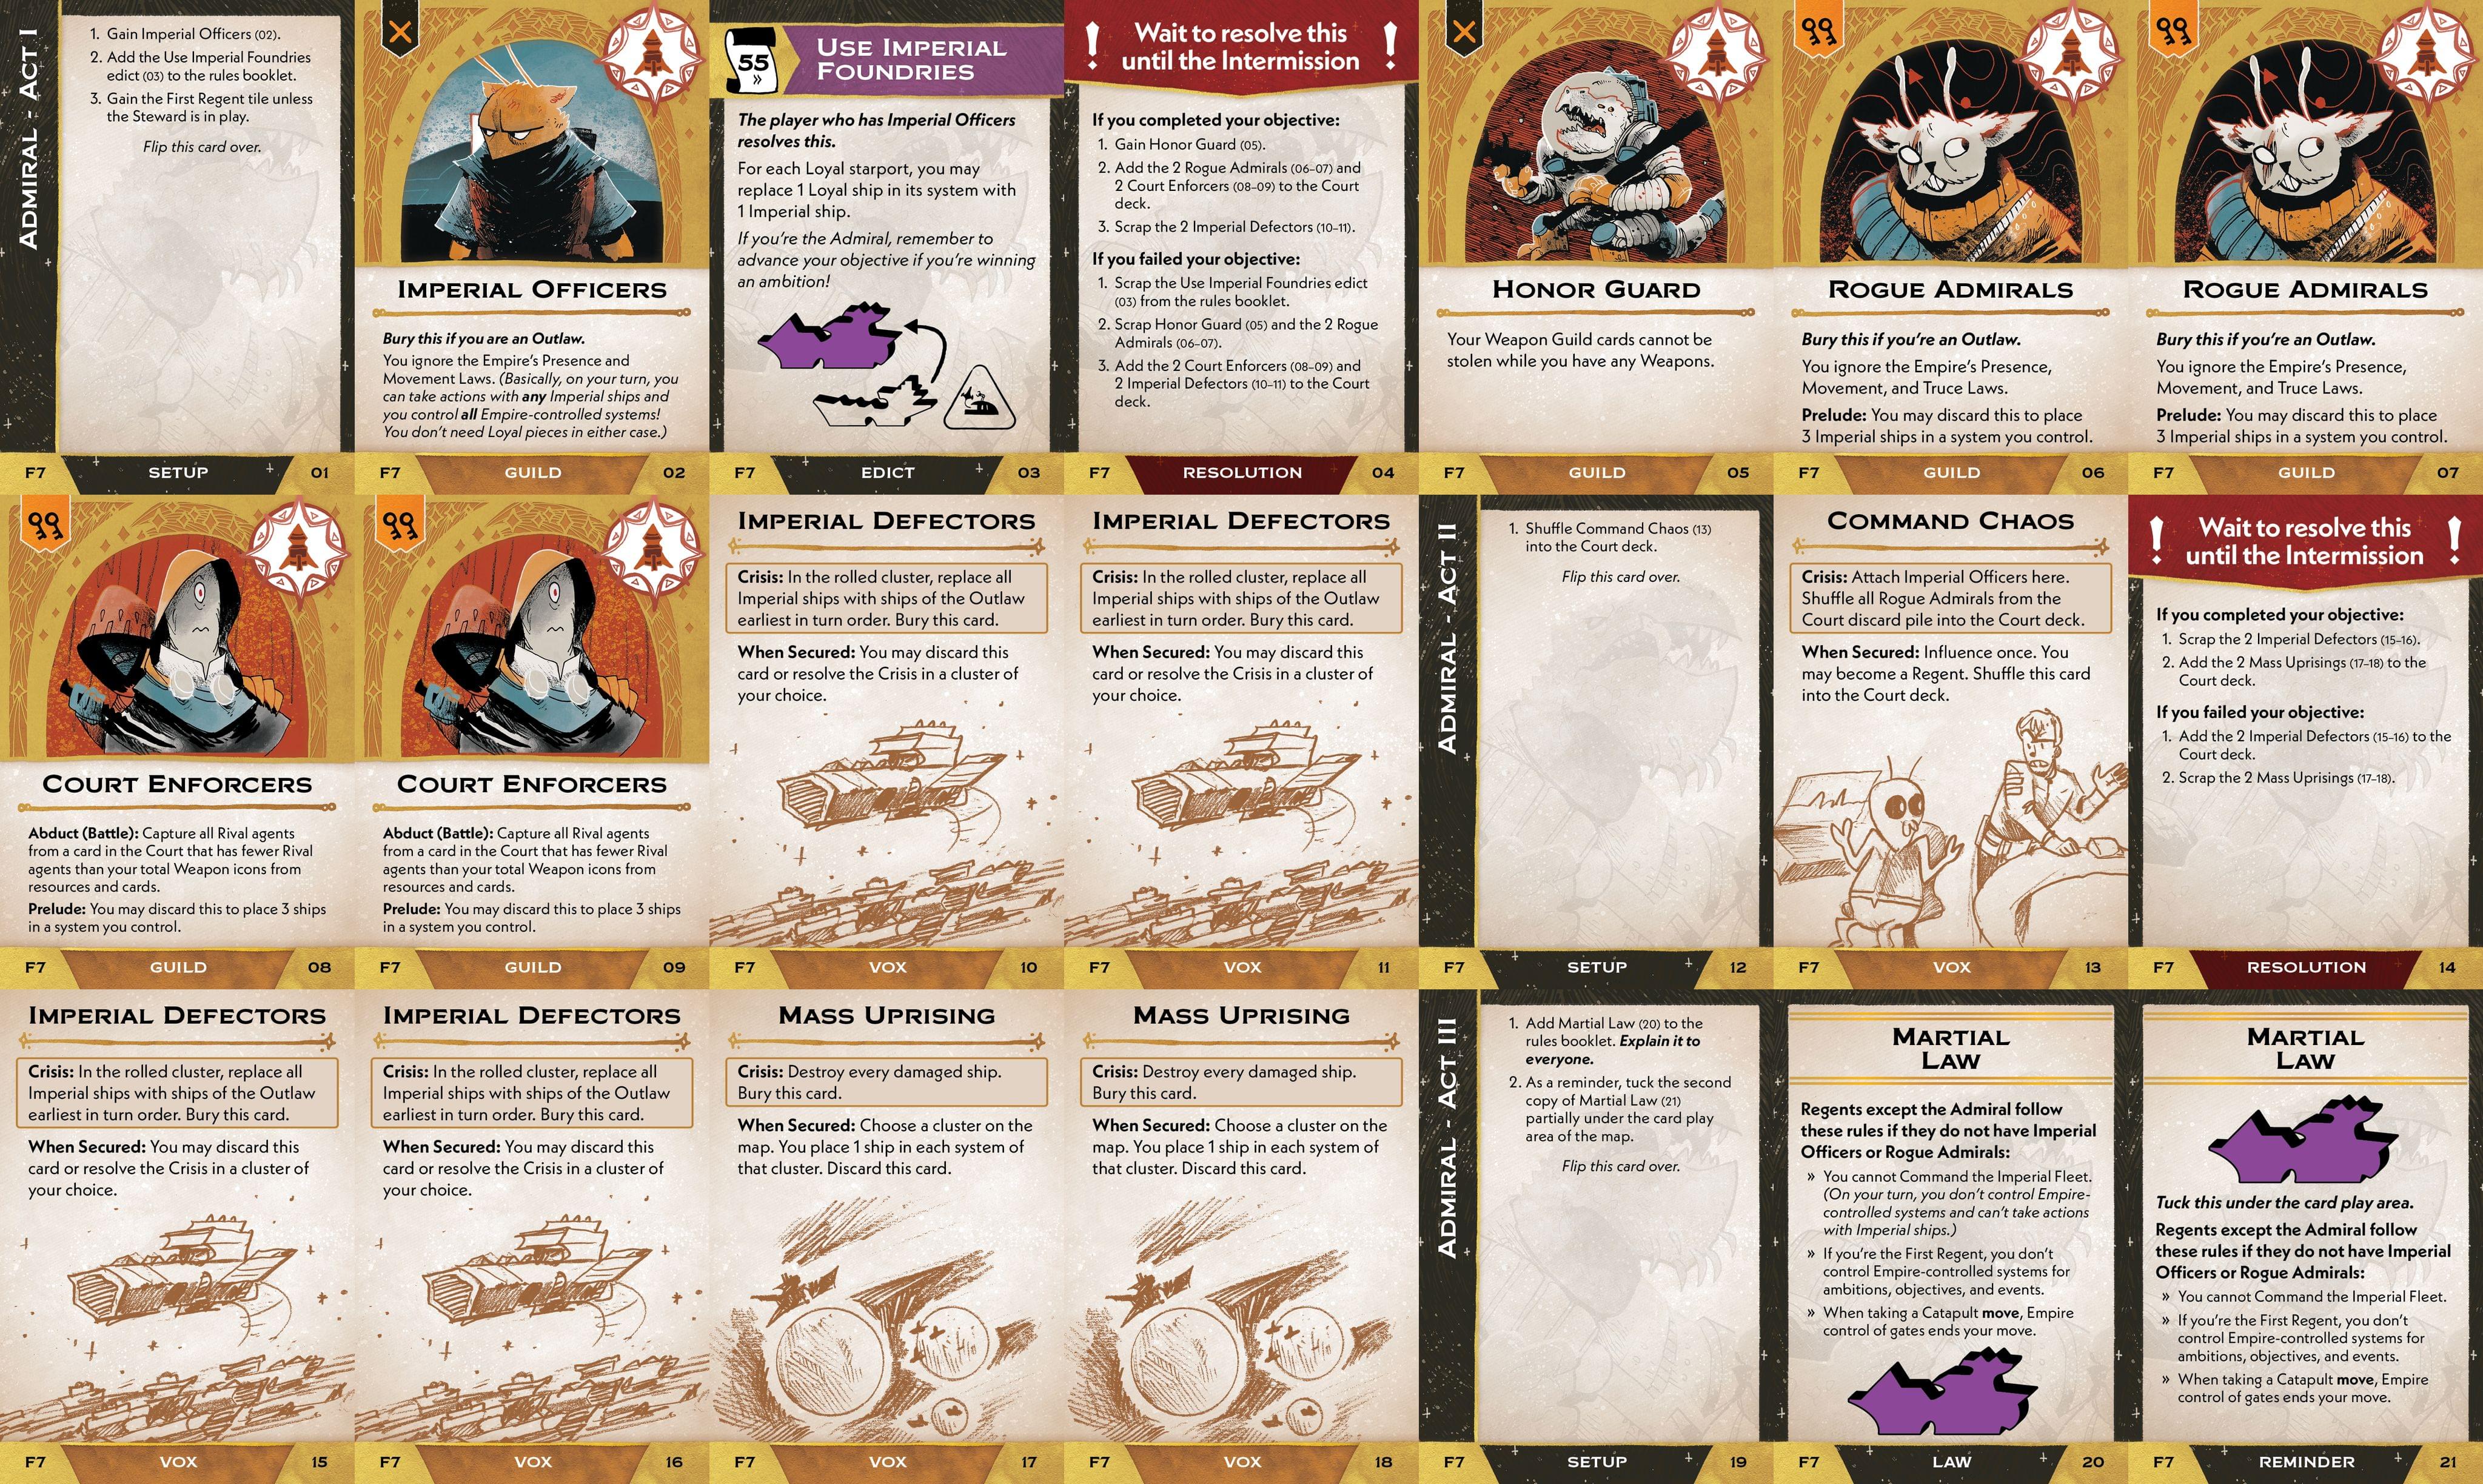 ADMIRAL - ACT I
1. Gain Imperial Officers (02).
2. Add the Use Imperial Foundries
edict (03) to the rules booklet.
3. Gain the First Regent tile unless
the Steward is in play.
Flip this card over.
F7 SETUP 01
IMPERIAL OFFICERS
Bury this if you are an Outlaw.
You ignore the Empire's Presence and
Movement Laws. (Basically, on your turn, you
can take actions with any Imperial ships and
you control all Empire-controlled systems!
You don't need Loyal pieces in either case.)
F7 GUILD 02
55
»
USE IMPERIAL
FOUNDRIES
The player who has Imperial Officers
resolves this.
For each Loyal starport, you may
replace 1 Loyal ship in its system with
1 Imperial ship.
If you're the Admiral, remember to
advance your objective if you're winning
an ambition!
F7 EDICT 03
! Wait to resolve this !
until the Intermission
If you completed your objective:
1. Gain Honor Guard (05).
2. Add the 2 Rogue Admirals (06–07) and
2 Court Enforcers (08–09) to the Court
deck.
3. Scrap the 2 Imperial Defectors (10–11).
If you failed your objective:
1. Scrap the Use Imperial Foundries edict
(03) from the rules booklet.
2. Scrap Honor Guard (05) and the 2 Rogue
Admirals (06–07).
3. Add the 2 Court Enforcers (08–09) and
2 Imperial Defectors (10–11) to the Court
deck.
F7 RESOLUTION 04
HONOR GUARD
Your Weapon Guild cards cannot be
stolen while you have any Weapons.
F7 GUILD 05
ROGUE ADMIRALS
Bury this if you're an Outlaw.
You ignore the Empire's Presence,
Movement, and Truce Laws.
Prelude: You may discard this to place
3 Imperial ships in a system you control.
F7 GUILD 06
ROGUE ADMIRALS
Bury this if you're an Outlaw.
You ignore the Empire's Presence,
Movement, and Truce Laws.
Prelude: You may discard this to place
3 Imperial ships in a system you control.
F7 GUILD 07
COURT ENFORCERS
Abduct (Battle): Capture all Rival agents
from a card in the Court that has fewer Rival
agents than your total Weapon icons from
resources and cards.
Prelude: You may discard this to place 3 ships
in a system you control.
F7 GUILD 08
COURT ENFORCERS
Abduct (Battle): Capture all Rival agents
from a card in the Court that has fewer Rival
agents than your total Weapon icons from
resources and cards.
Prelude: You may discard this to place 3 ships
in a system you control.
F7 GUILD 09
IMPERIAL DEFECTORS
Crisis: In the rolled cluster, replace all
Imperial ships with ships of the Outlaw
earliest in turn order. Bury this card.
When Secured: You may discard this
card or resolve the Crisis in a cluster of
your choice.
F7 VOX 10
IMPERIAL DEFECTORS
Crisis: In the rolled cluster, replace all
Imperial ships with ships of the Outlaw
earliest in turn order. Bury this card.
When Secured: You may discard this
card or resolve the Crisis in a cluster of
your choice.
F7 VOX 11
ADMIRAL - ACT II
1. Shuffle Command Chaos (13)
into the Court deck.
Flip this card over.
F7 SETUP 12
COMMAND CHAOS
Crisis: Attach Imperial Officers here.
Shuffle all Rogue Admirals from the
Court discard pile into the Court deck.
When Secured: Influence once. You
may become a Regent. Shuffle this card
into the Court deck.
F7 VOX 13
! Wait to resolve this !
until the Intermission
If you completed your objective:
1. Scrap the 2 Imperial Defectors (15–16).
2. Add the 2 Mass Uprisings (17–18) to the
Court deck.
If you failed your objective:
1. Add the 2 Imperial Defectors (15–16) to the
Court deck.
2. Scrap the 2 Mass Uprisings (17–18).
F7 RESOLUTION 14
IMPERIAL DEFECTORS
Crisis: In the rolled cluster, replace all
Imperial ships with ships of the Outlaw
earliest in turn order. Bury this card.
When Secured: You may discard this
card or resolve the Crisis in a cluster of
your choice.
F7 VOX 15
IMPERIAL DEFECTORS
Crisis: In the rolled cluster, replace all
Imperial ships with ships of the Outlaw
earliest in turn order. Bury this card.
When Secured: You may discard this
card or resolve the Crisis in a cluster of
your choice.
F7 VOX 16
MASS UPRISING
Crisis: Destroy every damaged ship.
Bury this card.
When Secured: Choose a cluster on the
map. You place 1 ship in each system of
that cluster. Discard this card.
F7 VOX 17
MASS UPRISING
Crisis: Destroy every damaged ship.
Bury this card.
When Secured: Choose a cluster on the
map. You place 1 ship in each system of
that cluster. Discard this card.
F7 VOX 18
ADMIRAL - ACT III
1. Add Martial Law (20) to the
rules booklet. Explain it to
everyone.
2. As a reminder, tuck the second
copy of Martial Law (21)
partially under the card play
area of the map.
Flip this card over.
F7 SETUP 19
MARTIAL
LAW
Regents except the Admiral follow
these rules if they do not have Imperial
Officers or Rogue Admirals:
» You cannot Command the Imperial Fleet.
(On your turn, you don't control Empire-
controlled systems and can't take actions
with Imperial ships.)
» If you're the First Regent, you don't
control Empire-controlled systems for
ambitions, objectives, and events.
» When taking a Catapult move, Empire
control of gates ends your move.
F7 LAW 20
MARTIAL
LAW
Tuck this under the card play area.
Regents except the Admiral follow
these rules if they do not have Imperial
Officers or Rogue Admirals:
» You cannot Command the Imperial Fleet.
» If you're the First Regent, you don't
control Empire-controlled systems for
ambitions, objectives, and events.
» When taking a Catapult move, Empire
control of gates ends your move.
F7 REMINDER 21